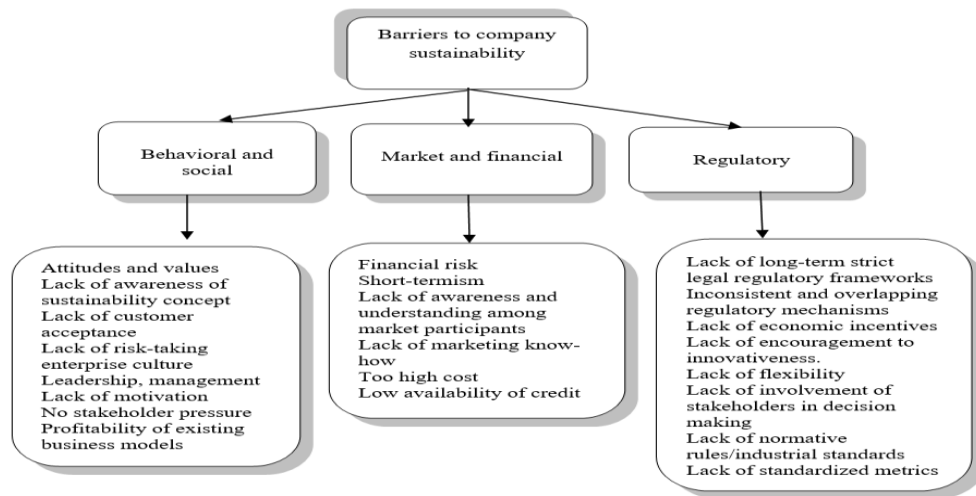 Barriers to company
sustainability
Behavioral and
social
Market and financial
Regulatory
Attitudes and values
Lack of awareness of
sustainability concept
Lack of customer
acceptance
Lack of risk-taking
enterprise culture
Leadership, management
Lack of motivation
No stakeholder pressure
Profitability of existing
business models
Financial risk
Short-termism
Lack of awareness and
understanding among
market participants
Lack of marketing know-
how
Too high cost
Low availability of credit
Lack of long-term strict
legal regulatory frameworks
Inconsistent and overlapping
regulatory mechanisms
Lack of economic incentives
Lack of encouragement to
innovativeness.
Lack of flexibility
Lack of involvement of
stakeholders in decision
making
Lack of normative
rules/industrial standards
Lack of standardized metrics